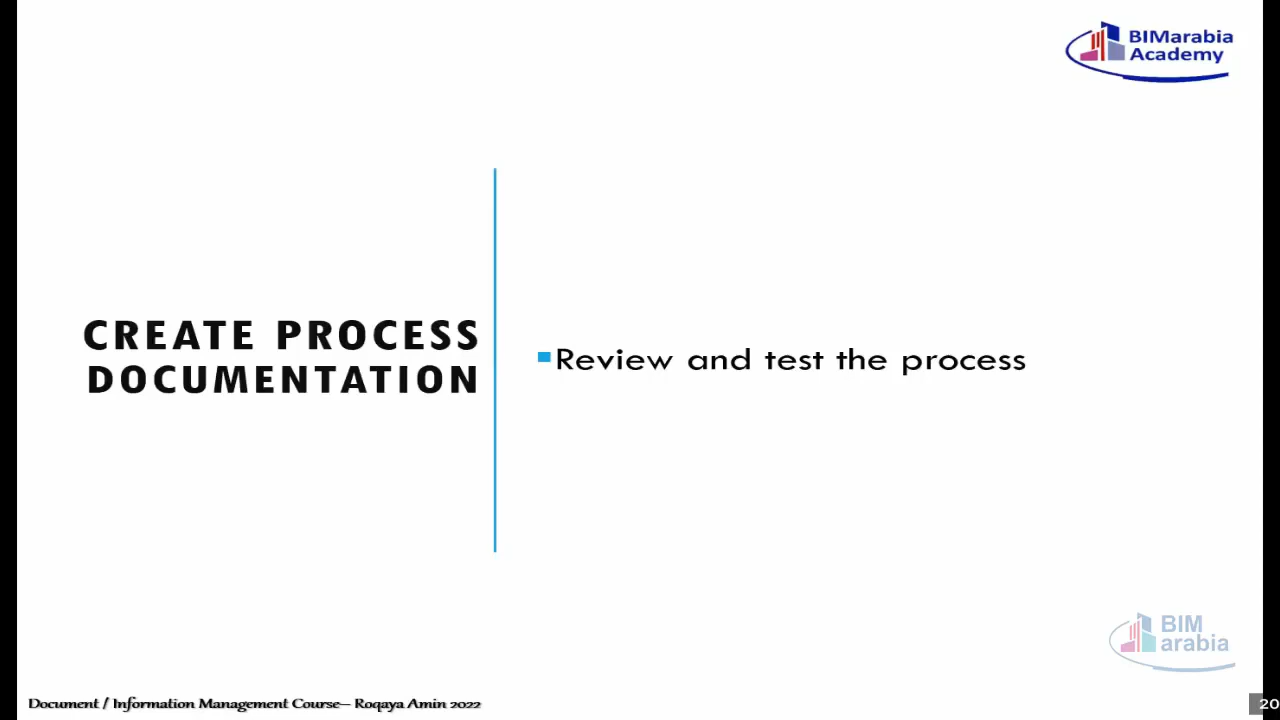 BIMarabia
Academy
CREATE PROCESS
DOCUMENTATION
Review and test the process
BIM
arabia
Document / Information Management Course– Roqaya Amin 2022
20